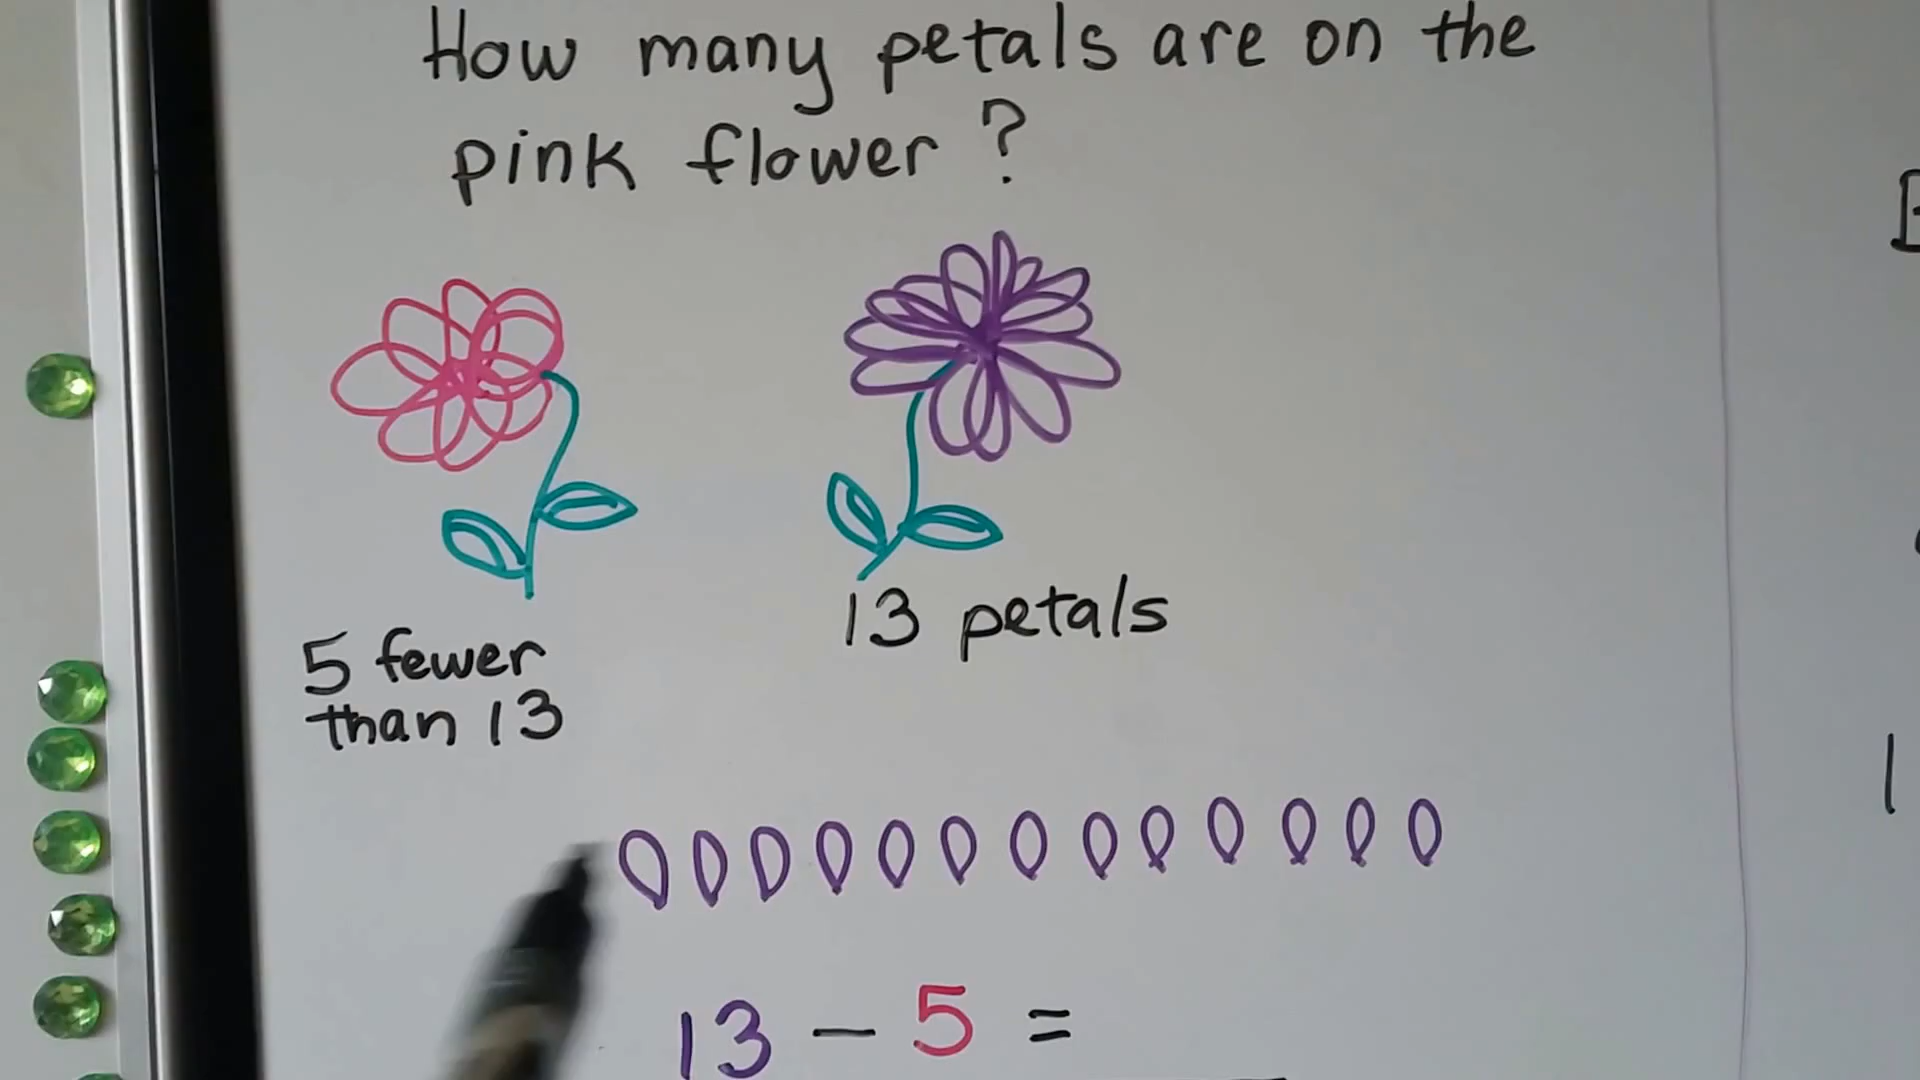 How many petals are on the
pink flower?
13 petals
5 fewer
than 13
13 - 5 =